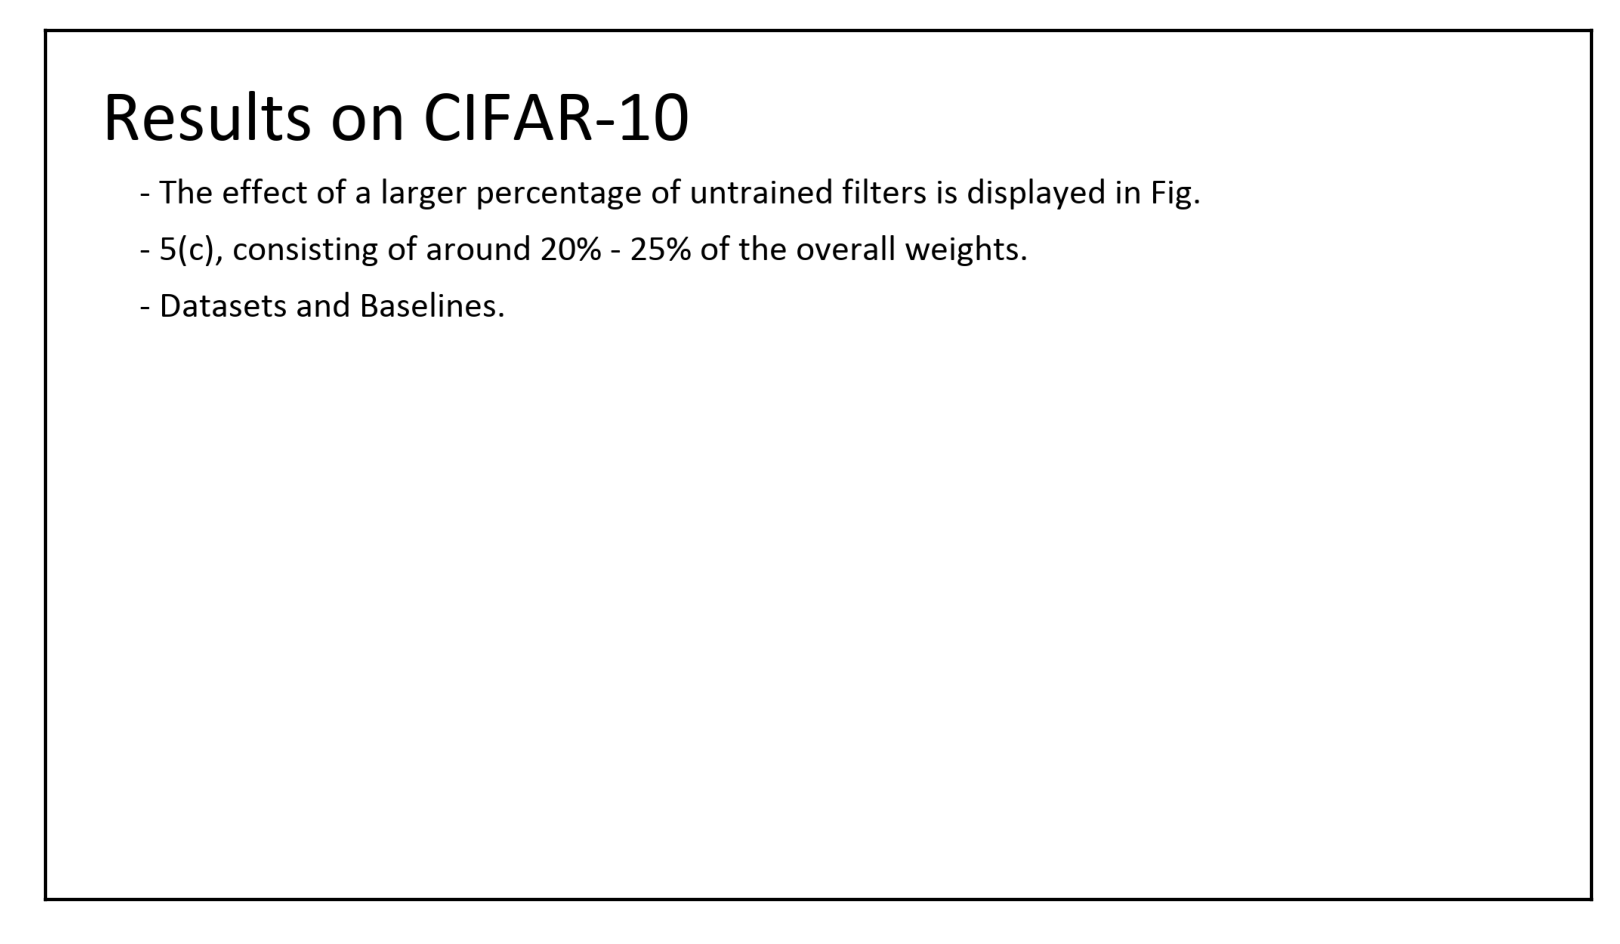 Results on CIFAR-10
- The effect of a larger percentage of untrained filters is displayed in Fig.
- 5(c), consisting of around 20% - 25% of the overall weights.
- Datasets and Baselines.